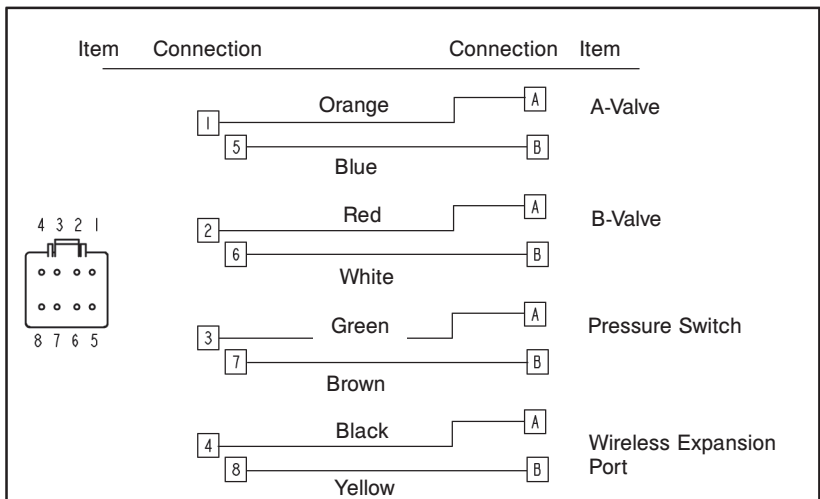 Item Connection Connection Item
Orange A A-Valve
1
5 B
Blue
Red A B-Valve
2
6 B
White
4 3 2 1
8 7 6 5
Green A Pressure Switch
3
7 B
Brown
Black A
4 Wireless Expansion
8 B Port
Yellow